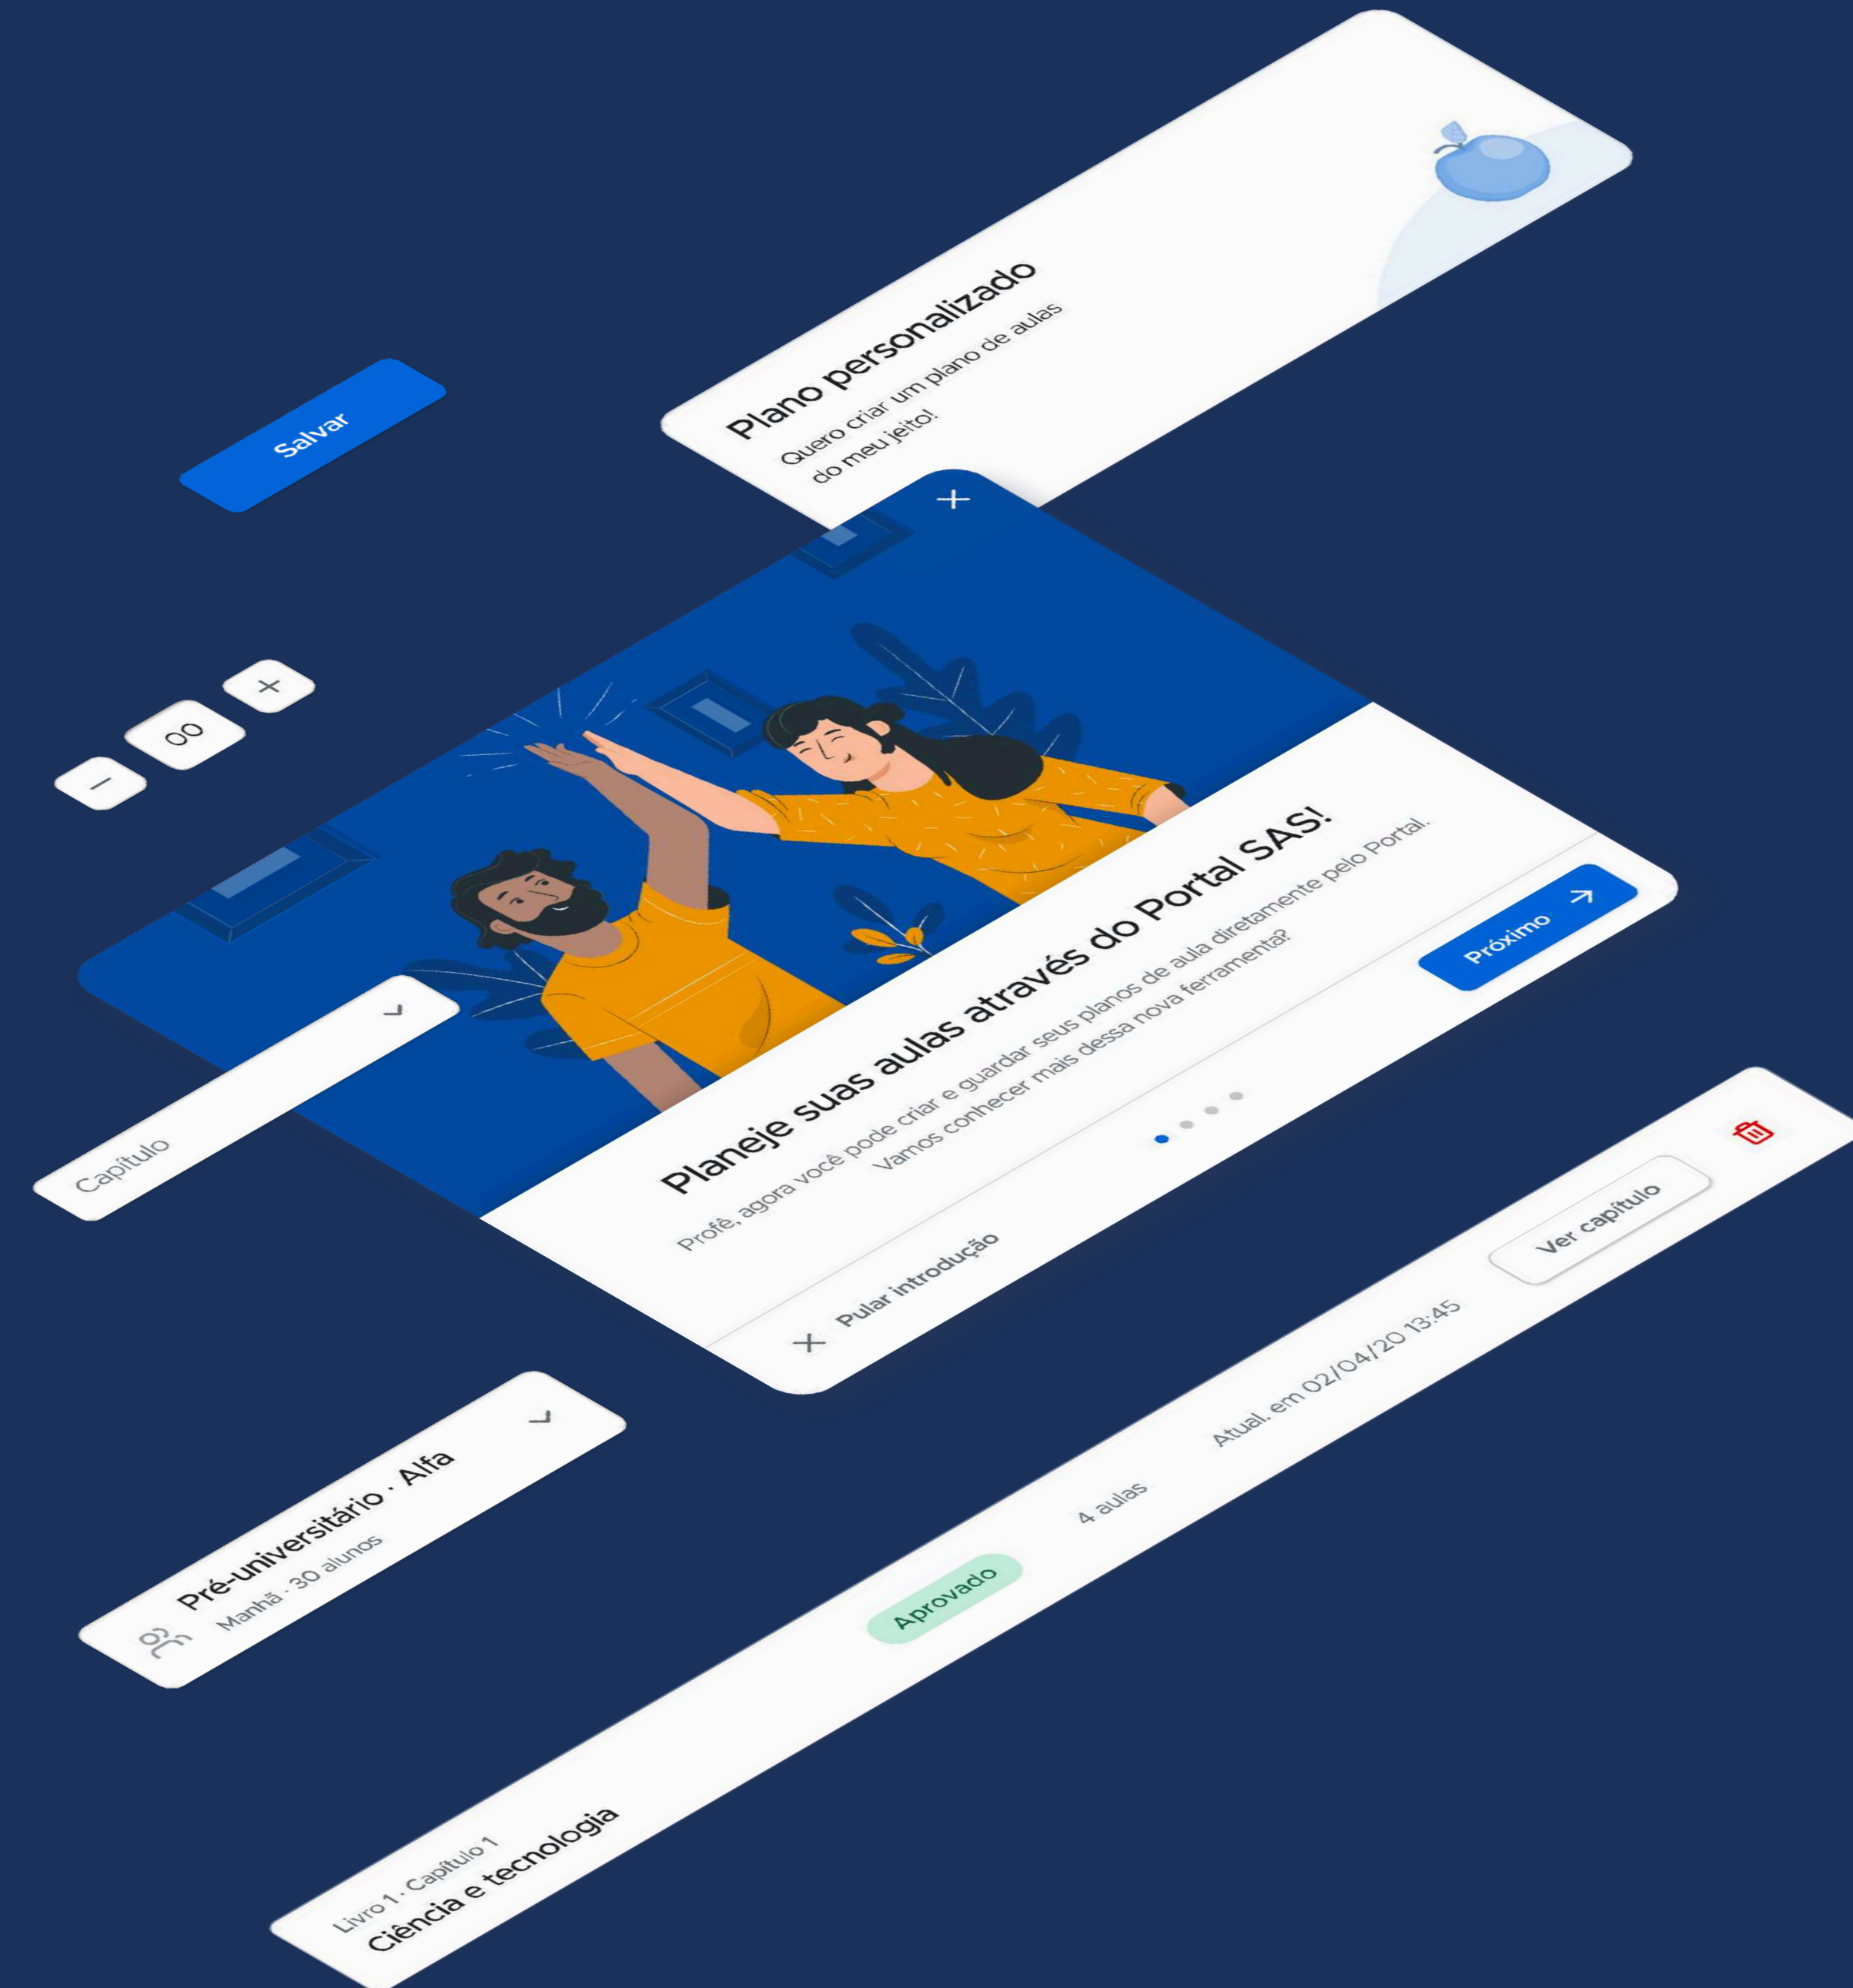 Plano personalizado
Quero criar um plano de aulas
do meu jeito!
Salvar
00
Planeje suas aulas através do Portal SAS!
Profê, agora você pode criar e guardar seus planos de aula diretamente pelo Portal.
Vamos conhecer mais dessa nova ferramenta?
Pular introdução
Próximo
Capítulo
Pré-universitário · Alfa
Manhã · 30 alunos
Livro 1 · Capítulo 1
Ciência e tecnologia
Aprovado
4 aulas
Atual. em 02/04/20 13:45
Ver capítulo